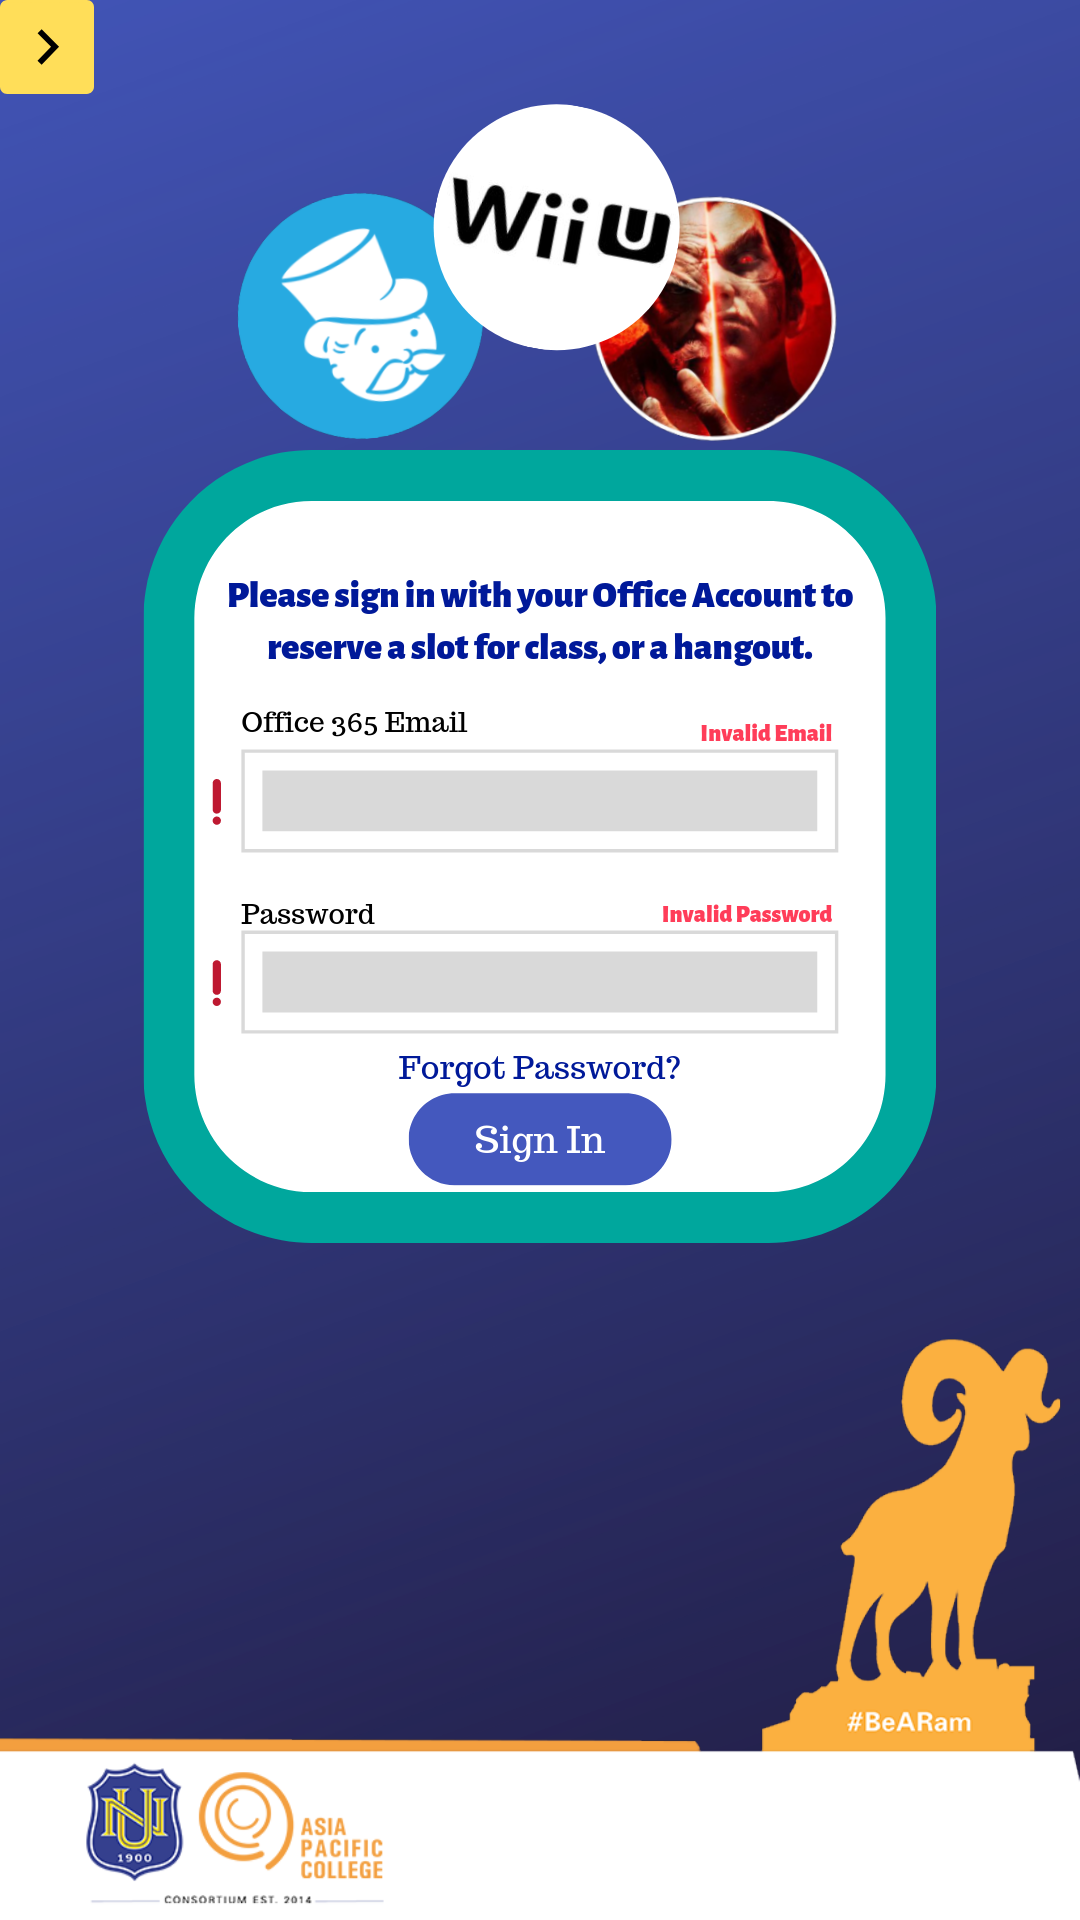 Wii U
Please sign in with your Office Account to
reserve a slot for class, or a hangout.
Office 365 Email
Invalid Email
Password
Invalid Password
Forgot Password?
Sign In
#BeARam
NU
1900
ASIA
PACIFIC
COLLEGE
CONSORTIUM EST. 2014